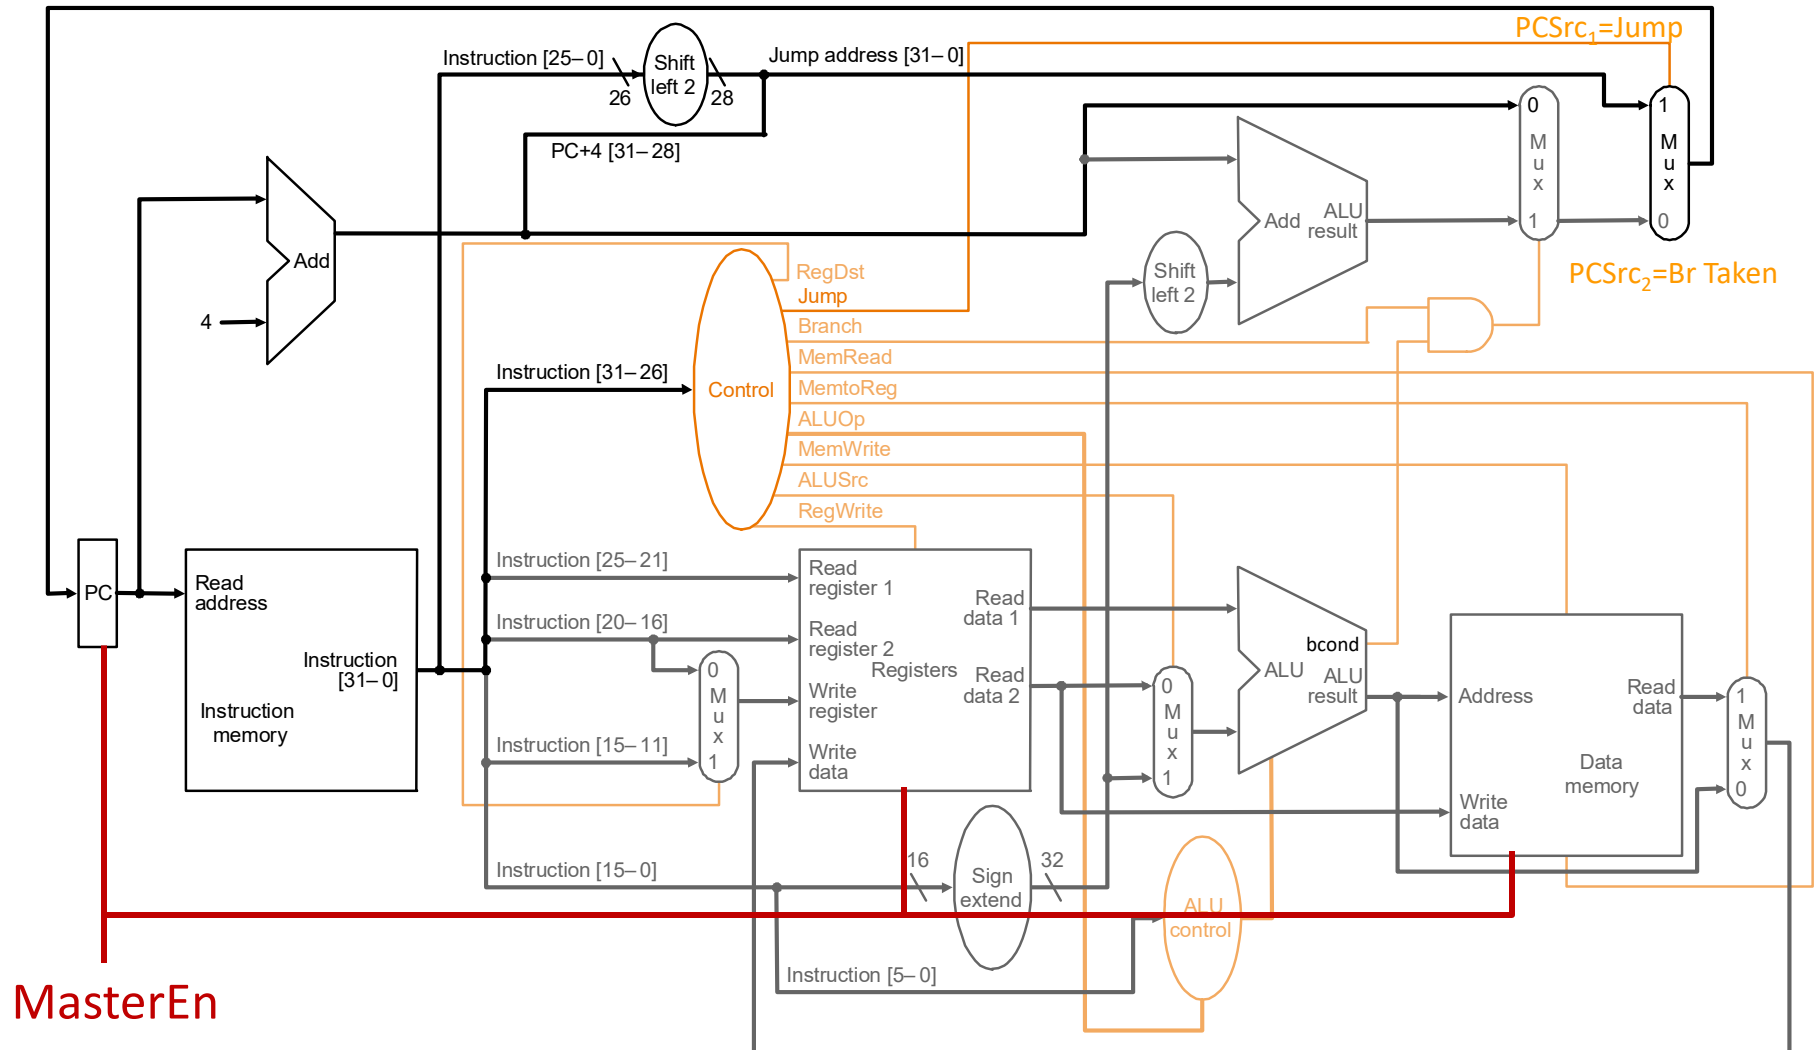 PCSrc1=Jump
Instruction [25–0]
Shift
left 2
Jump address [31–0]
26
28
PC+4 [31–28]
0
M
u
x
1
1
M
u
x
0
Add
ALU
result
Add
4
Shift
left 2
PCSrc2=Br Taken
RegDst
Jump
Branch
MemRead
MemtoReg
ALUOp
MemWrite
ALUSrc
RegWrite
Control
Instruction [31–26]
PC
Read
address
Instruction
[31–0]
Instruction
memory
Instruction [25–21]
Instruction [20–16]
Instruction [15–11]
0
M
u
x
1
Read
register 1
Read
register 2
Write
register
Write
data
Registers
Read
data 1
Read
data 2
0
M
u
x
1
bcond
ALU
ALU
result
Address
Write
data
Read
data
Data
memory
1
M
u
x
0
Instruction [15–0]
16
Sign
extend
32
ALU
control
Instruction [5–0]
MasterEn